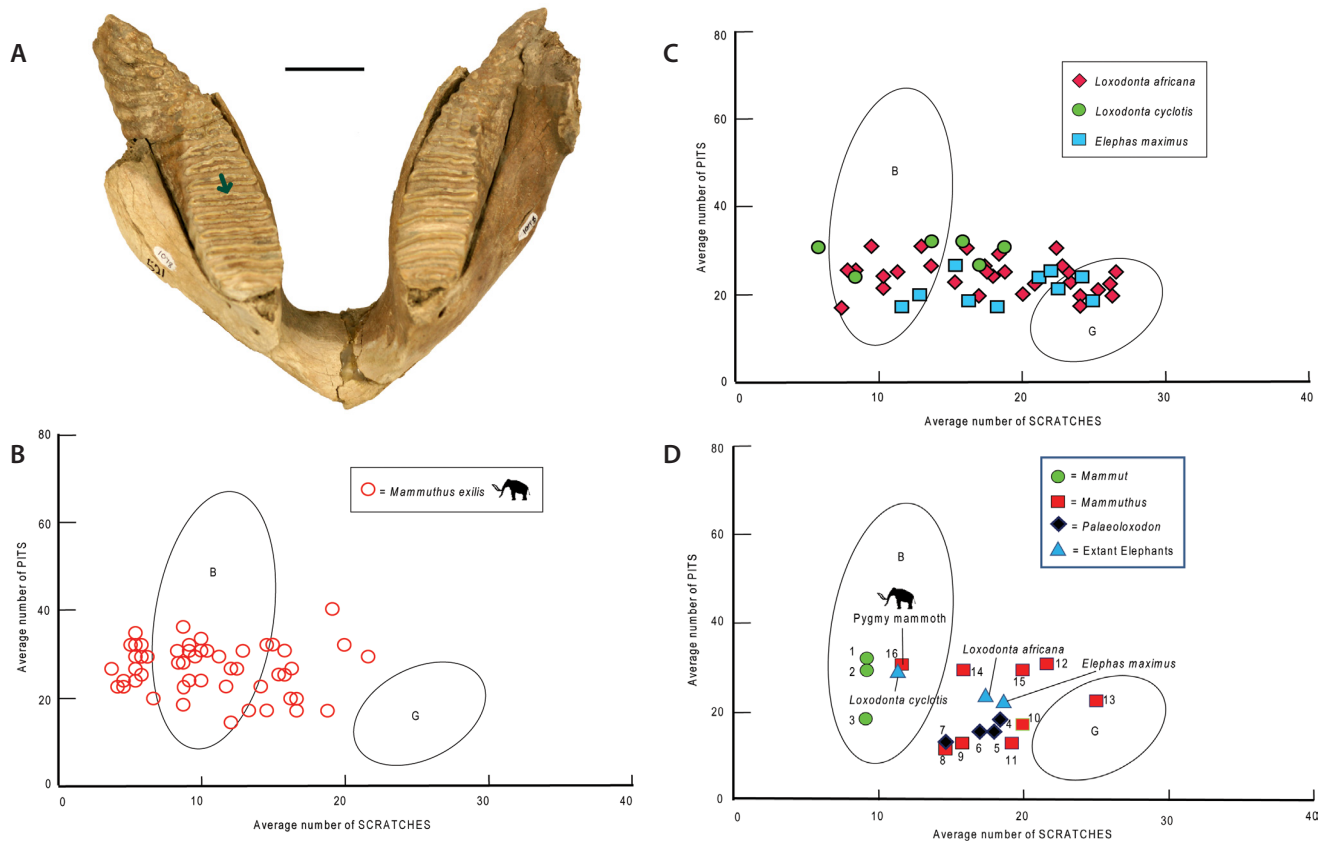 A
1521
B
80
60
40
20
0
0
10
20
30
40
Average number of PITS
Average number of SCRATCHES
B
G
= Mammuthus exilis
C
80
60
40
20
0
0
10
20
30
40
Average number of PITS
Average number of SCRATCHES
B
G
Loxodonta africana
Loxodonta cyclotis
Elephas maximus
D
80
60
40
20
0
0
10
20
30
Average number of PITS
Average number of SCRATCHES
= Mammut
= Mammuthus
= Palaeoloxodon
= Extant Elephants
B
Pygmy mammoth
Loxodonta africana
Elephas maximus
Loxodonta cyclotis
G
1
2
3
4
5
6
7
8
9
10
11
12
13
14
15
16